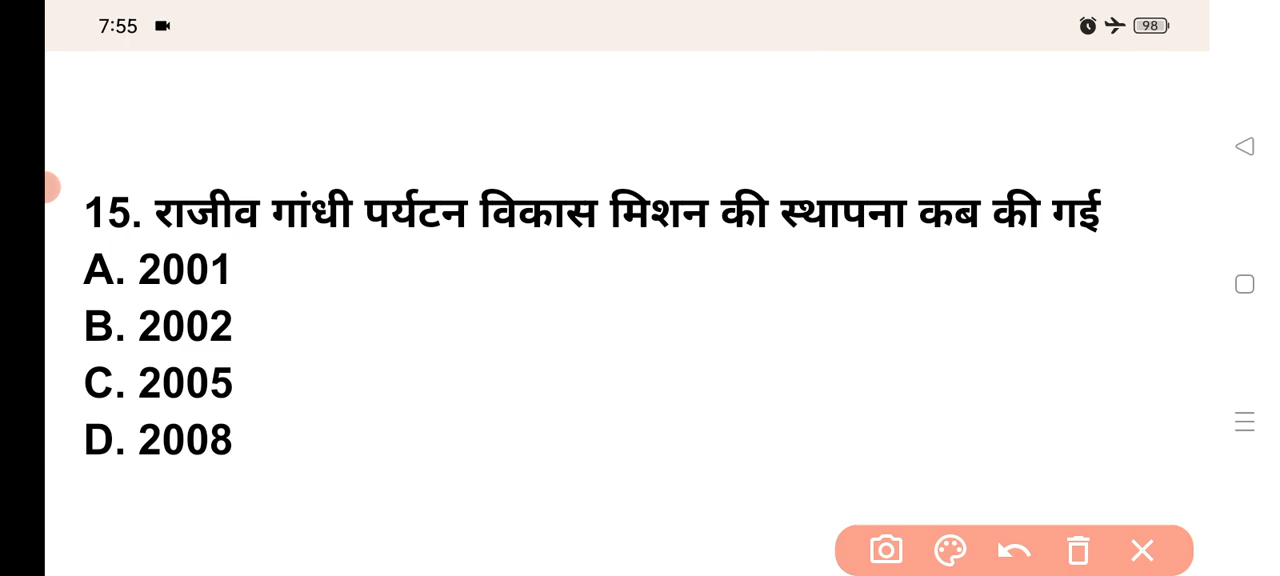 7:55
98
15. राजीव गांधी पर्यटन विकास मिशन की स्थापना कब की गई
A. 2001
B. 2002
C. 2005
D. 2008